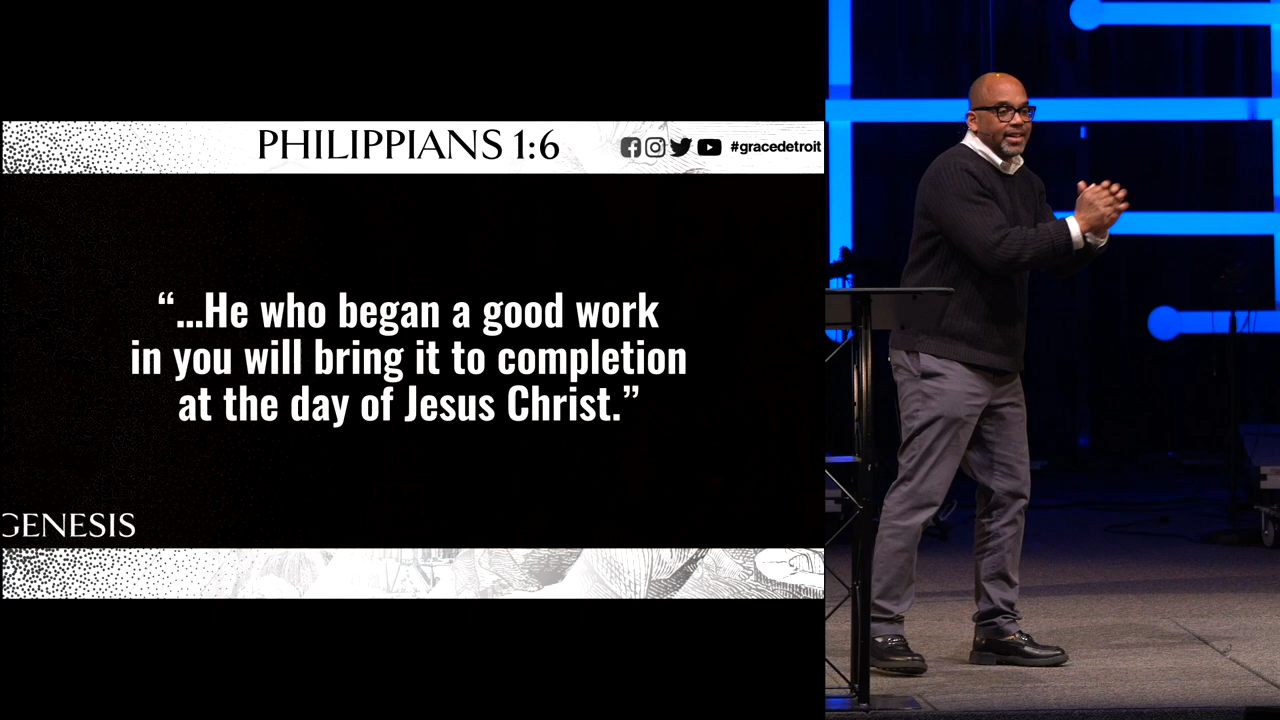 PHILIPPIANS 1:6
#gracedetroit
“...He who began a good work
in you will bring it to completion
at the day of Jesus Christ.”
GENESIS